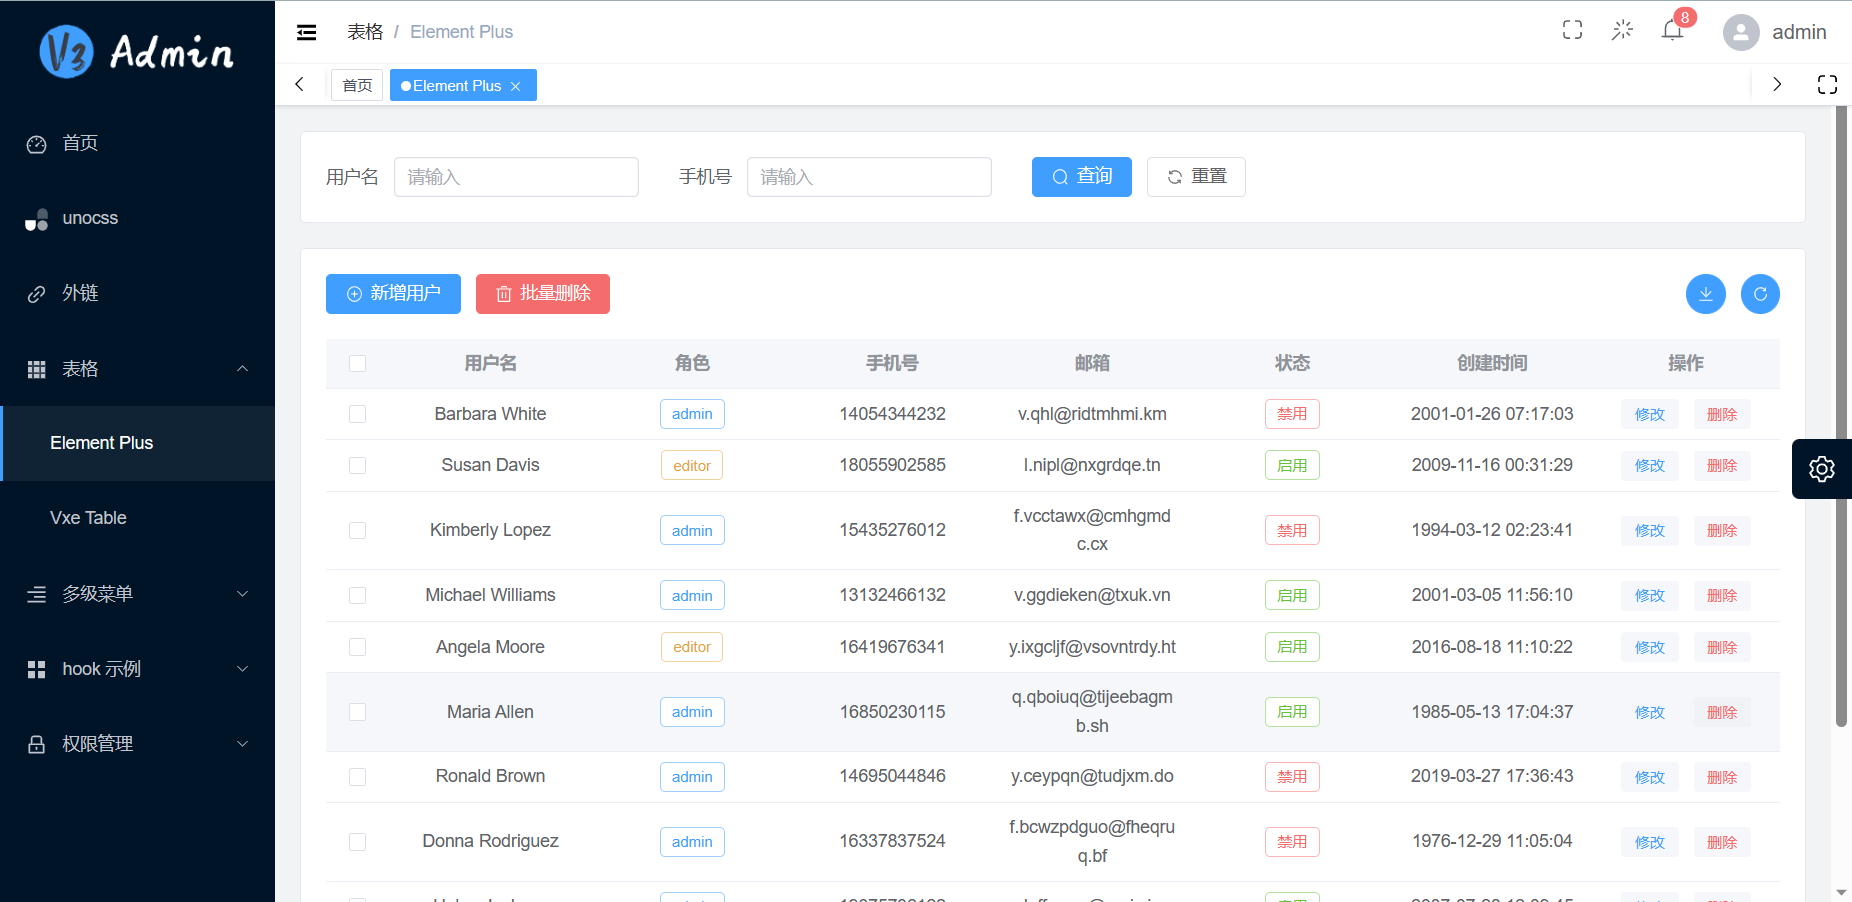 V3 Admin
表格 / Element Plus
8
admin
首页
Element Plus
首页
unocss
外链
表格
Element Plus
Vxe Table
多级菜单
hook 示例
权限管理
用户名 请输入 手机号 请输入 查询 重置
新增用户 批量删除
用户名 角色 手机号 邮箱 状态 创建时间 操作
Barbara White admin 14054344232 v.qhl@ridtmhmi.km 禁用 2001-01-26 07:17:03 修改 删除
Susan Davis editor 18055902585 l.nipl@nxgrdqe.tn 启用 2009-11-16 00:31:29 修改 删除
Kimberly Lopez admin 15435276012 f.vcctawx@cmhgmd
c.cx 禁用 1994-03-12 02:23:41 修改 删除
Michael Williams admin 13132466132 v.ggdieken@txuk.vn 启用 2001-03-05 11:56:10 修改 删除
Angela Moore editor 16419676341 y.ixgcljf@vsovntrdy.ht 启用 2016-08-18 11:10:22 修改 删除
Maria Allen admin 16850230115 q.qboiuq@tijeebagm
b.sh 启用 1985-05-13 17:04:37 修改 删除
Ronald Brown admin 14695044846 y.ceypqn@tudjxm.do 禁用 2019-03-27 17:36:43 修改 删除
Donna Rodriguez admin 16337837524 f.bcwzpdguo@fheqru
q.bf 禁用 1976-12-29 11:05:04 修改 删除